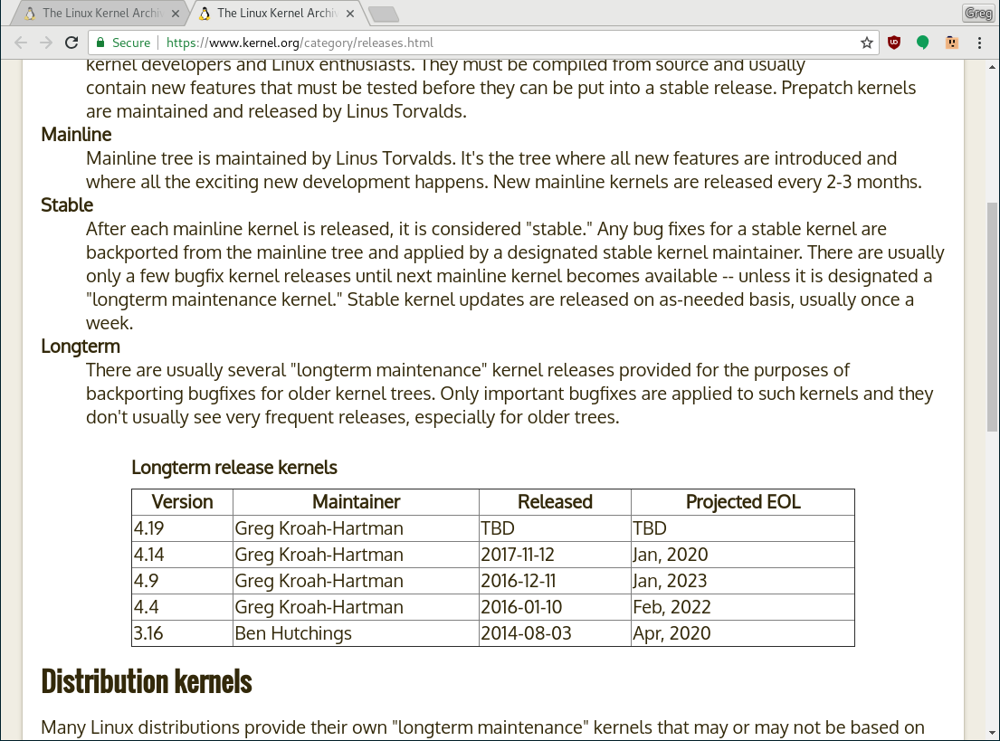 The Linux Kernel Archiv
The Linux Kernel Archiv
Greg
Secure
https://www.kernel.org/category/releases.html
kernel developers and Linux enthusiasts. They must be compiled from source and usually
contain new features that must be tested before they can be put into a stable release. Prepatch kernels
are maintained and released by Linus Torvalds.
Mainline
Mainline tree is maintained by Linus Torvalds. It's the tree where all new features are introduced and
where all the exciting new development happens. New mainline kernels are released every 2-3 months.
Stable
After each mainline kernel is released, it is considered "stable." Any bug fixes for a stable kernel are
backported from the mainline tree and applied by a designated stable kernel maintainer. There are usually
only a few bugfix kernel releases until next mainline kernel becomes available -- unless it is designated a
"longterm maintenance kernel." Stable kernel updates are released on as-needed basis, usually once a
week.
Longterm
There are usually several "longterm maintenance" kernel releases provided for the purposes of
backporting bugfixes for older kernel trees. Only important bugfixes are applied to such kernels and they
don't usually see very frequent releases, especially for older trees.
Longterm release kernels
Version Maintainer Released Projected EOL
4.19 Greg Kroah-Hartman TBD TBD
4.14 Greg Kroah-Hartman 2017-11-12 Jan, 2020
4.9 Greg Kroah-Hartman 2016-12-11 Jan, 2023
4.4 Greg Kroah-Hartman 2016-01-10 Feb, 2022
3.16 Ben Hutchings 2014-08-03 Apr, 2020
Distribution kernels
Many Linux distributions provide their own "longterm maintenance" kernels that may or may not be based on